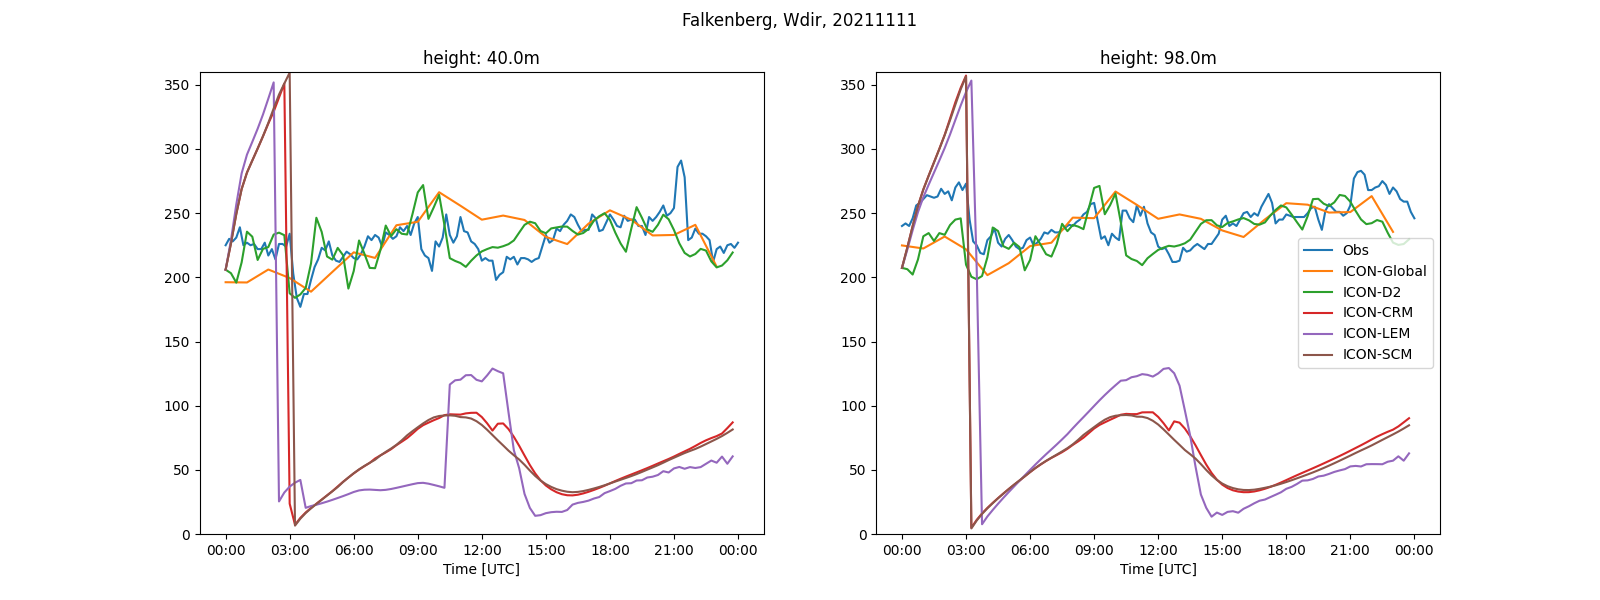 Falkenberg, Wdir, 20211111
height: 40.0m
350
300
250
200
150
100
50
0
00:00 03:00 06:00 09:00 12:00 15:00 18:00 21:00 00:00
Time [UTC]
height: 98.0m
350
300
250
200
150
100
50
0
Obs
ICON-Global
ICON-D2
ICON-CRM
ICON-LEM
ICON-SCM
00:00 03:00 06:00 09:00 12:00 15:00 18:00 21:00 00:00
Time [UTC]